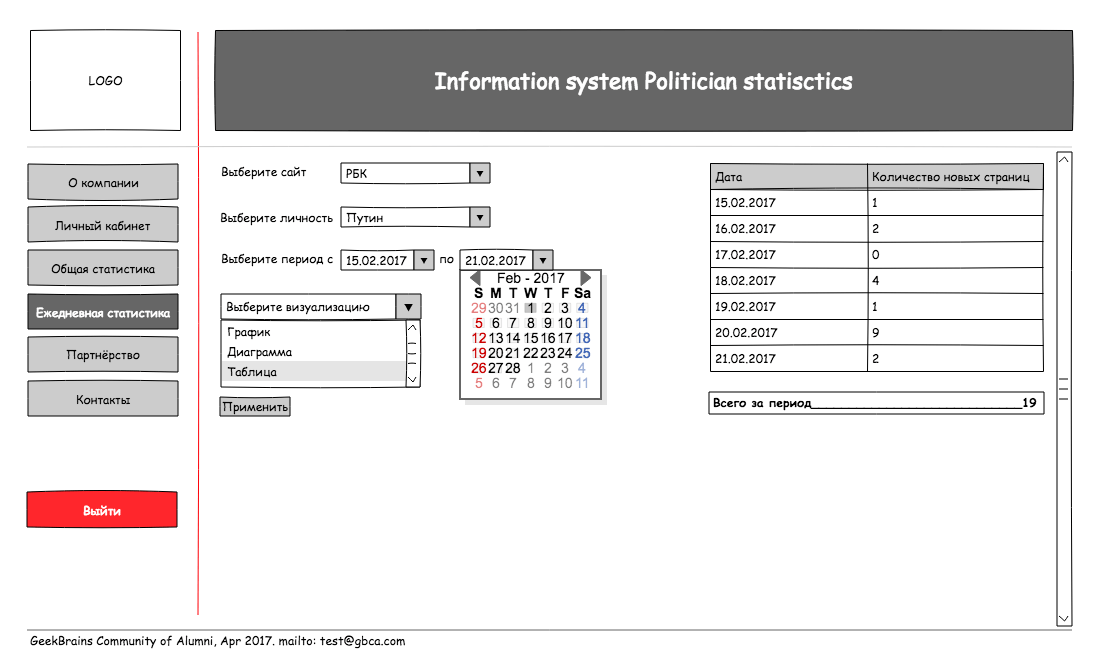 LOGO
Information system Politician statisctics
О компании
Личный кабинет
Общая статистика
Ежедневная статистика
Партнёрство
Контакты
Выйти
Выберите сайт РБК
Выберите личность Путин
Выберите период с 15.02.2017 по 21.02.2017
Feb - 2017
S M T W T F Sa
29 30 31 1 2 3 4
5 6 7 8 9 10 11
12 13 14 15 16 17 18
19 20 21 22 23 24 25
26 27 28 1 2 3 4
5 6 7 8 9 10 11
Выберите визуализацию
График
Диаграмма
Таблица
Применить
Дата Количество новых страниц
15.02.2017 1
16.02.2017 2
17.02.2017 0
18.02.2017 4
19.02.2017 1
20.02.2017 9
21.02.2017 2
Всего за период______________________________19
GeekBrains Community of Alumni, Apr 2017. mailto: test@gbca.com